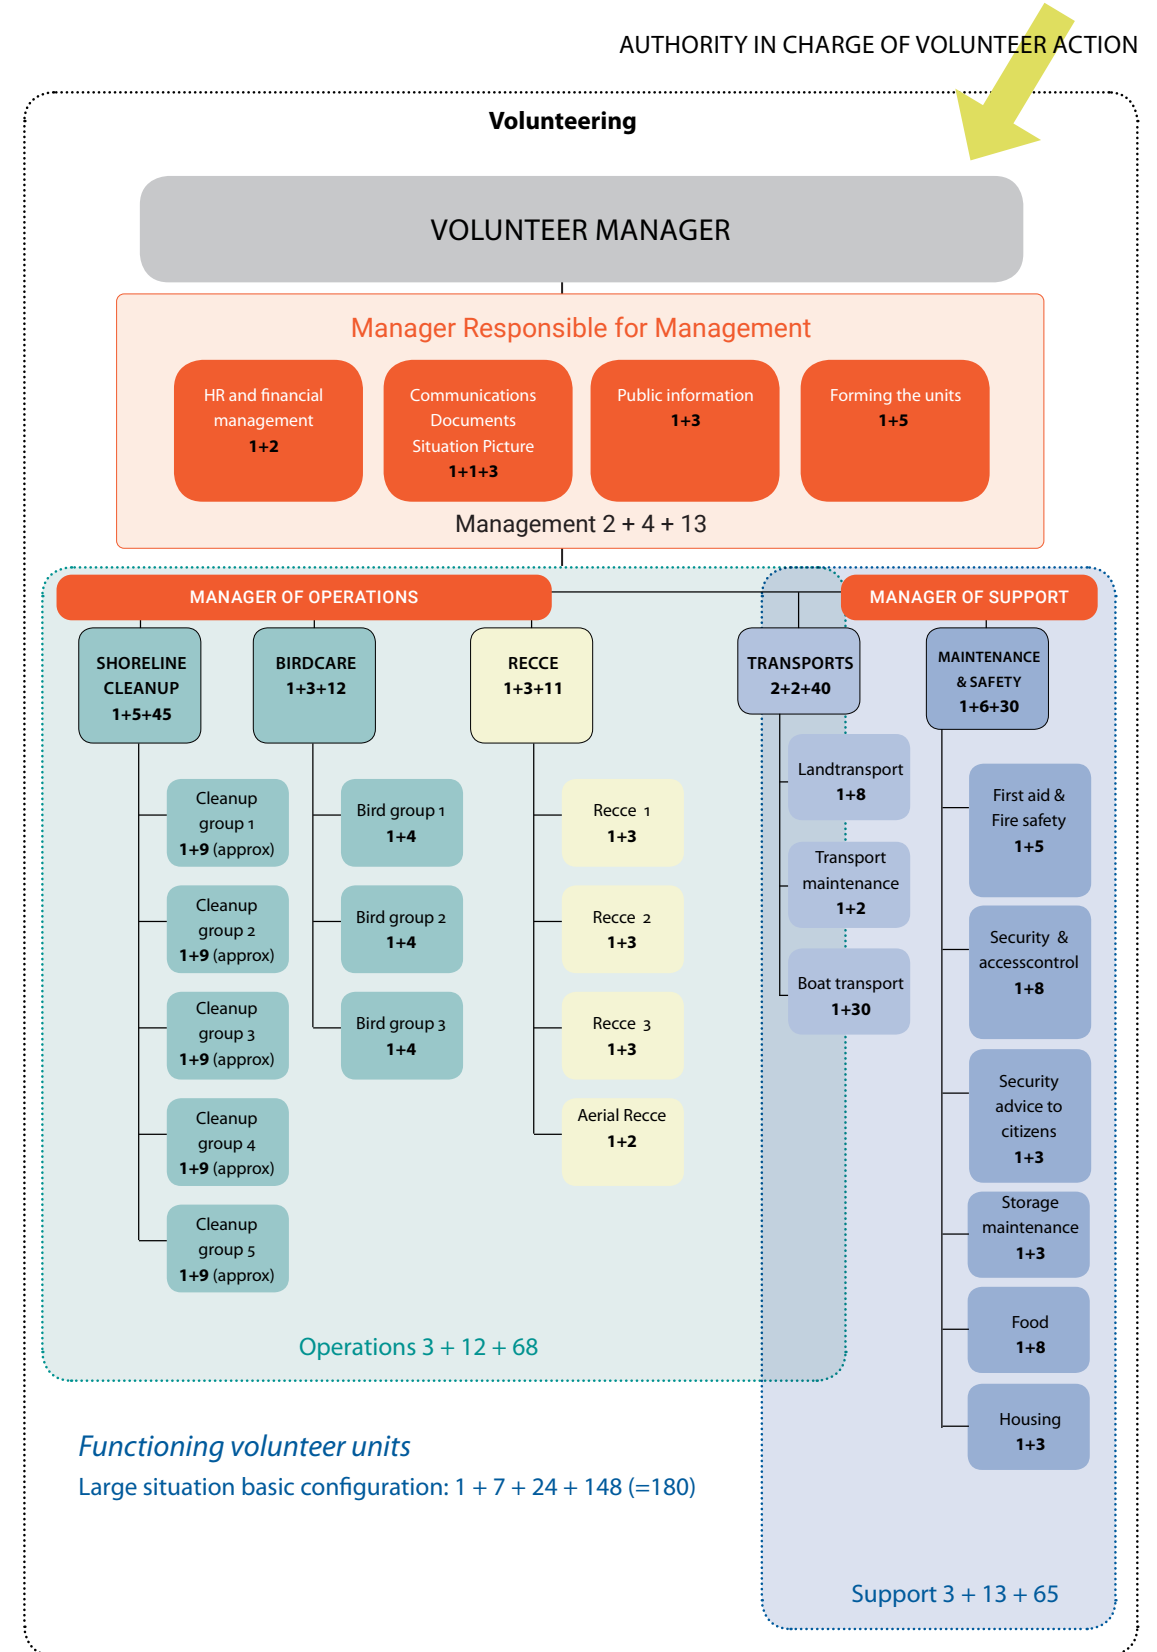 AUTHORITY IN CHARGE OF VOLUNTEER ACTION
Volunteering
VOLUNTEER MANAGER
Manager Responsible for Management
HR and financial
management
1+2
Communications
Documents
Situation Picture
1+1+3
Public information
1+3
Forming the units
1+5
Management 2 + 4 + 13
MANAGER OF OPERATIONS
MANAGER OF SUPPORT
SHORELINE
CLEANUP
1+5+45
BIRDCARE
1+3+12
RECCE
1+3+11
TRANSPORTS
2+2+40
MAINTENANCE
& SAFETY
1+6+30
Cleanup
group 1
1+9 (approx)
Cleanup
group 2
1+9 (approx)
Cleanup
group 3
1+9 (approx)
Cleanup
group 4
1+9 (approx)
Cleanup
group 5
1+9 (approx)
Bird group 1
1+4
Bird group 2
1+4
Bird group 3
1+4
Recce 1
1+3
Recce 2
1+3
Recce 3
1+3
Aerial Recce
1+2
Landtransport
1+8
Transport
maintenance
1+2
Boat transport
1+30
First aid &
Fire safety
1+5
Security &
accesscontrol
1+8
Security
advice to
citizens
1+3
Storage
maintenance
1+3
Food
1+8
Housing
1+3
Operations 3 + 12 + 68
Functioning volunteer units
Large situation basic configuration: 1 + 7 + 24 + 148 (=180)
Support 3 + 13 + 65